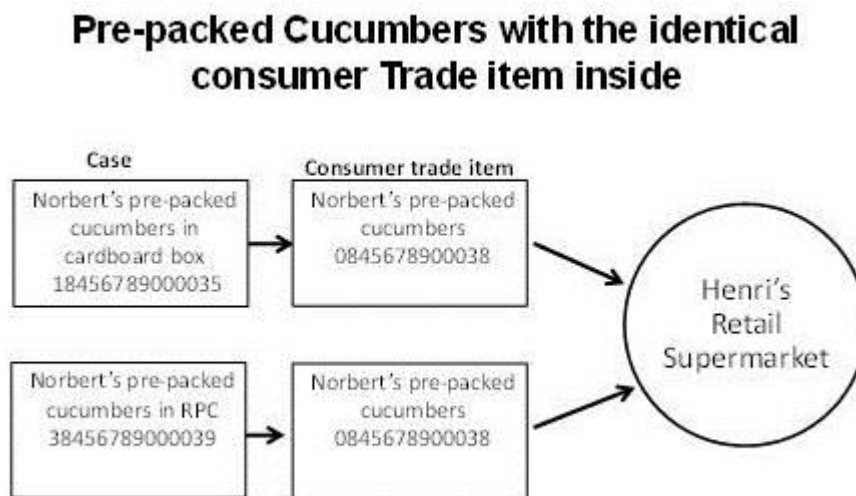 Pre-packed Cucumbers with the identical
consumer Trade item inside
Case
Norbert's pre-packed
cucumbers in
cardboard box
18456789000035
Consumer trade item
Norbert's pre-packed
cucumbers
0845678900038
Henri's
Retail
Supermarket
Norbert's pre-packed
cucumbers in RPC
38456789000039
Norbert's pre-packed
cucumbers
0845678900038